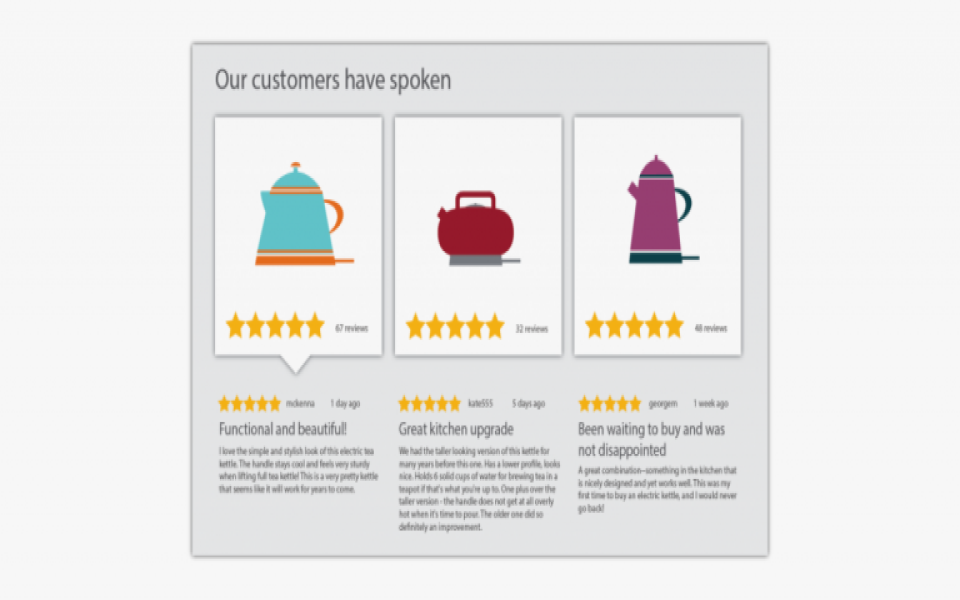 Our customers have spoken
67 reviews
32 reviews
48 reviews
mckenna 1 day ago
Functional and beautiful!
I love the simple and stylish look of this electric tea
kettle. The handle stays cool and feels very sturdy
when lifting full tea kettle! This is a very pretty kettle
that seems like it will work for years to come.
kate555 5 days ago
Great kitchen upgrade
We had the taller looking version of this kettle for
many years before this one. Has a lower profile, looks
nice. Holds 6 solid cups of water for brewing tea in a
teapot if that's what you're up to. One plus over the
taller version - the handle does not get at all overly
hot when it's time to pour. The older one did so
definitely an improvement.
georgem 1 week ago
Been waiting to buy and was
not disappointed
A great combination–something in the kitchen that
is nicely designed and yet works well. This was my
first time to buy an electric kettle, and I would never
go back!